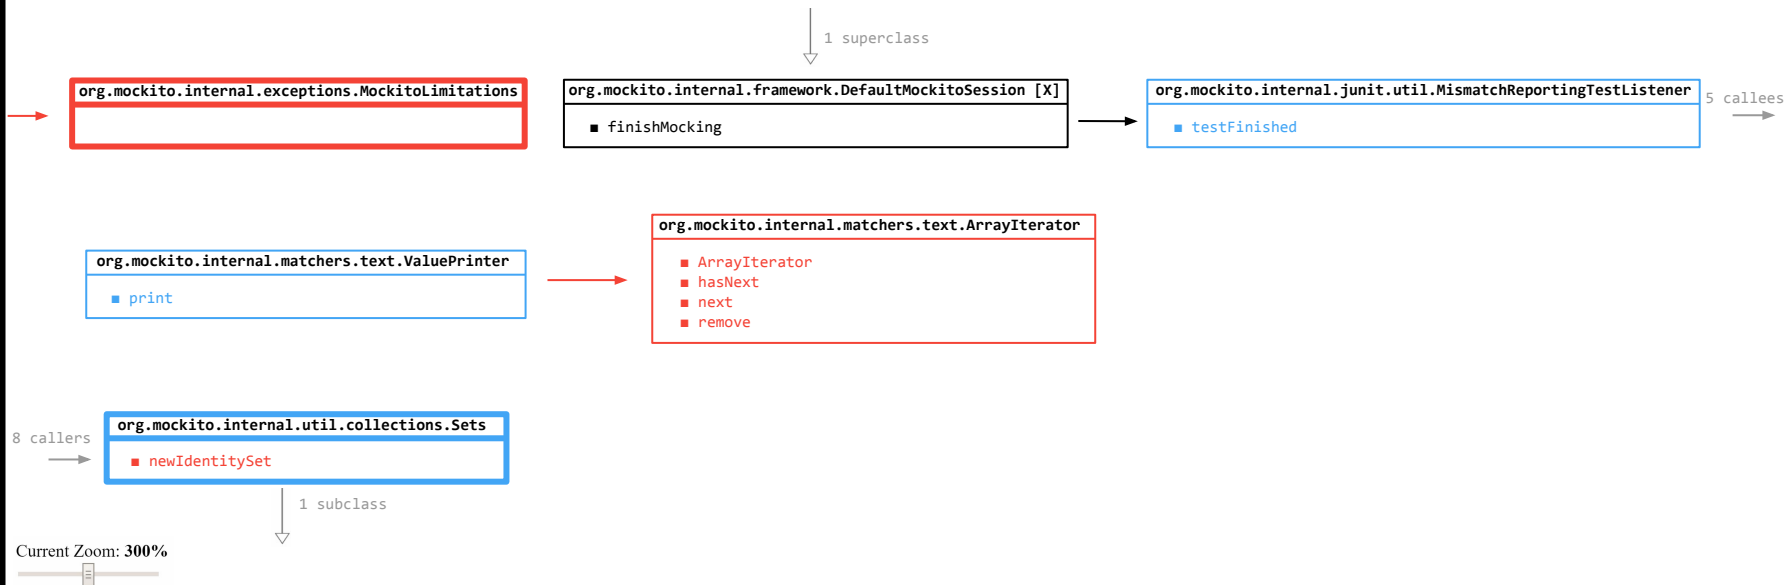 1 superclass
org.mockito.internal.exceptions.MockitoLimitations
org.mockito.internal.framework.DefaultMockitoSession [X]
finishMocking
org.mockito.internal.junit.util.MismatchReportingTestListener
testFinished
5 callees
org.mockito.internal.matchers.text.ValuePrinter
print
org.mockito.internal.matchers.text.ArrayIterator
ArrayIterator
hasNext
next
remove
8 callers
org.mockito.internal.util.collections.Sets
newIdentitySet
1 subclass
Current Zoom: 300%